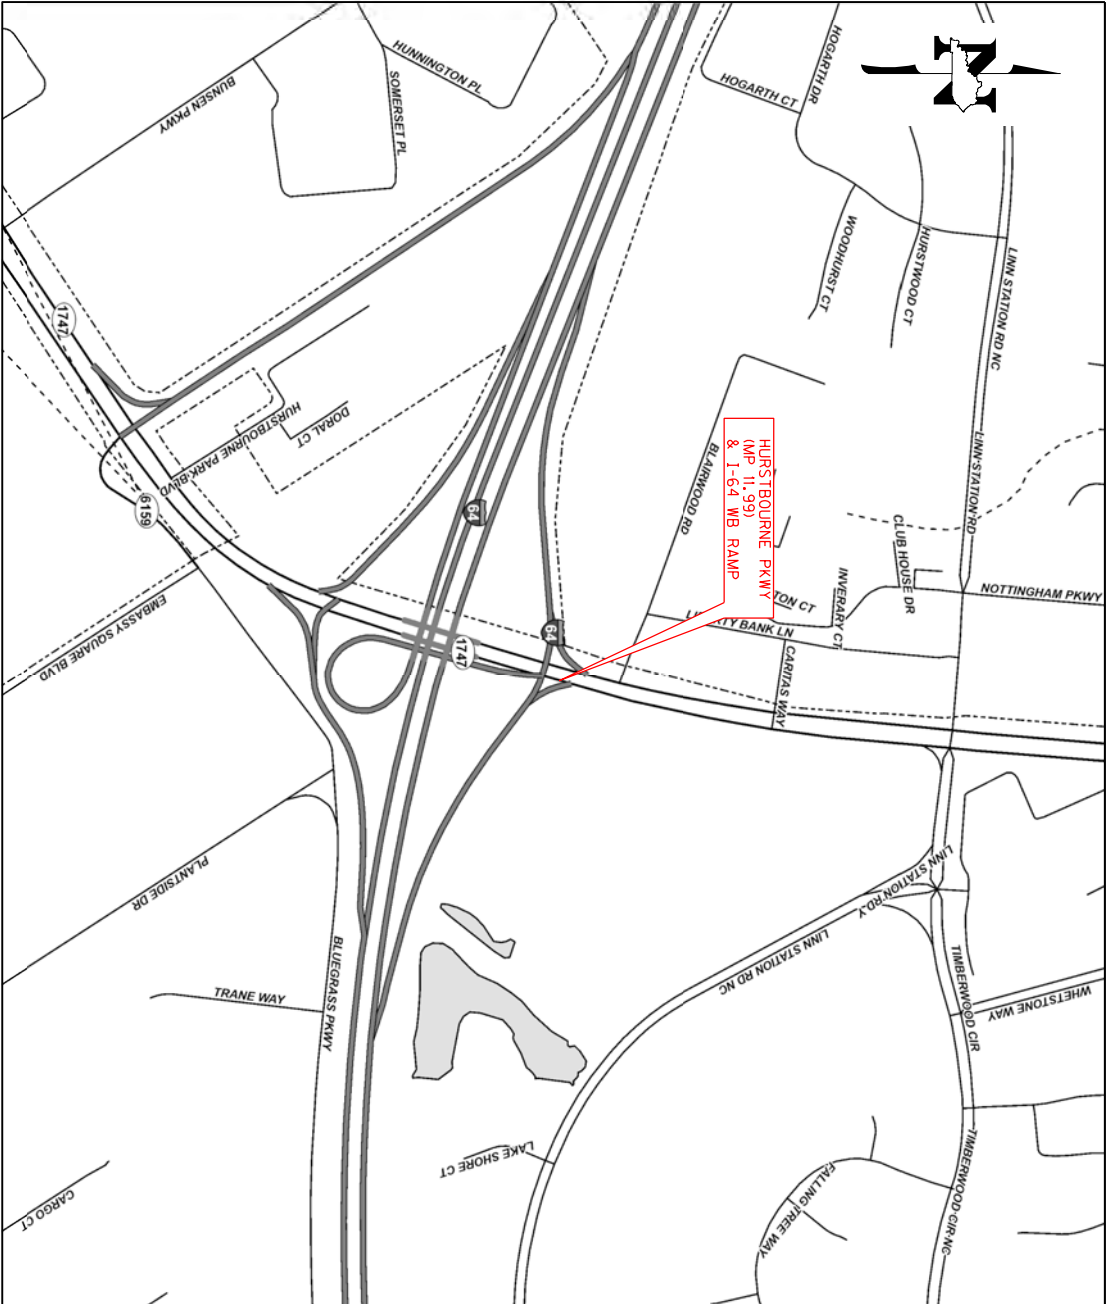 HUNNINGTON PL
SOMERSET PL
BUNSEN PKWY
HOGARTH DR
HOGARTH CT
N
WOODHURST CT
HURSTWOOD CT
LINN STATION RD NC
1747
HURSTBOURNE PARK BLVD
DORAL CT
64
6159
EMBASSY SQUARE BLVD
BLAIRWOOD RD
HURSTBOURNE PKWY
(MP 11.99)
& I-64 WB RAMP
LINN STATION RD
CLUB HOUSE DR
NOTTINGHAM PKWY
INVERARY CT
TON CT
LIBERTY BANK LN
CARITAS WAY
64
1747
PLANTSIDE DR
BLUEGRASS PKWY
TRANE WAY
LINN STATION RD Y
LINN STATION RD NC
TIMBERWOOD CIR
WHETSTONE WAY
LAKE SHORE CT
TIMBERWOOD CIR NC
FALLING TREE WAY
CARGO CT